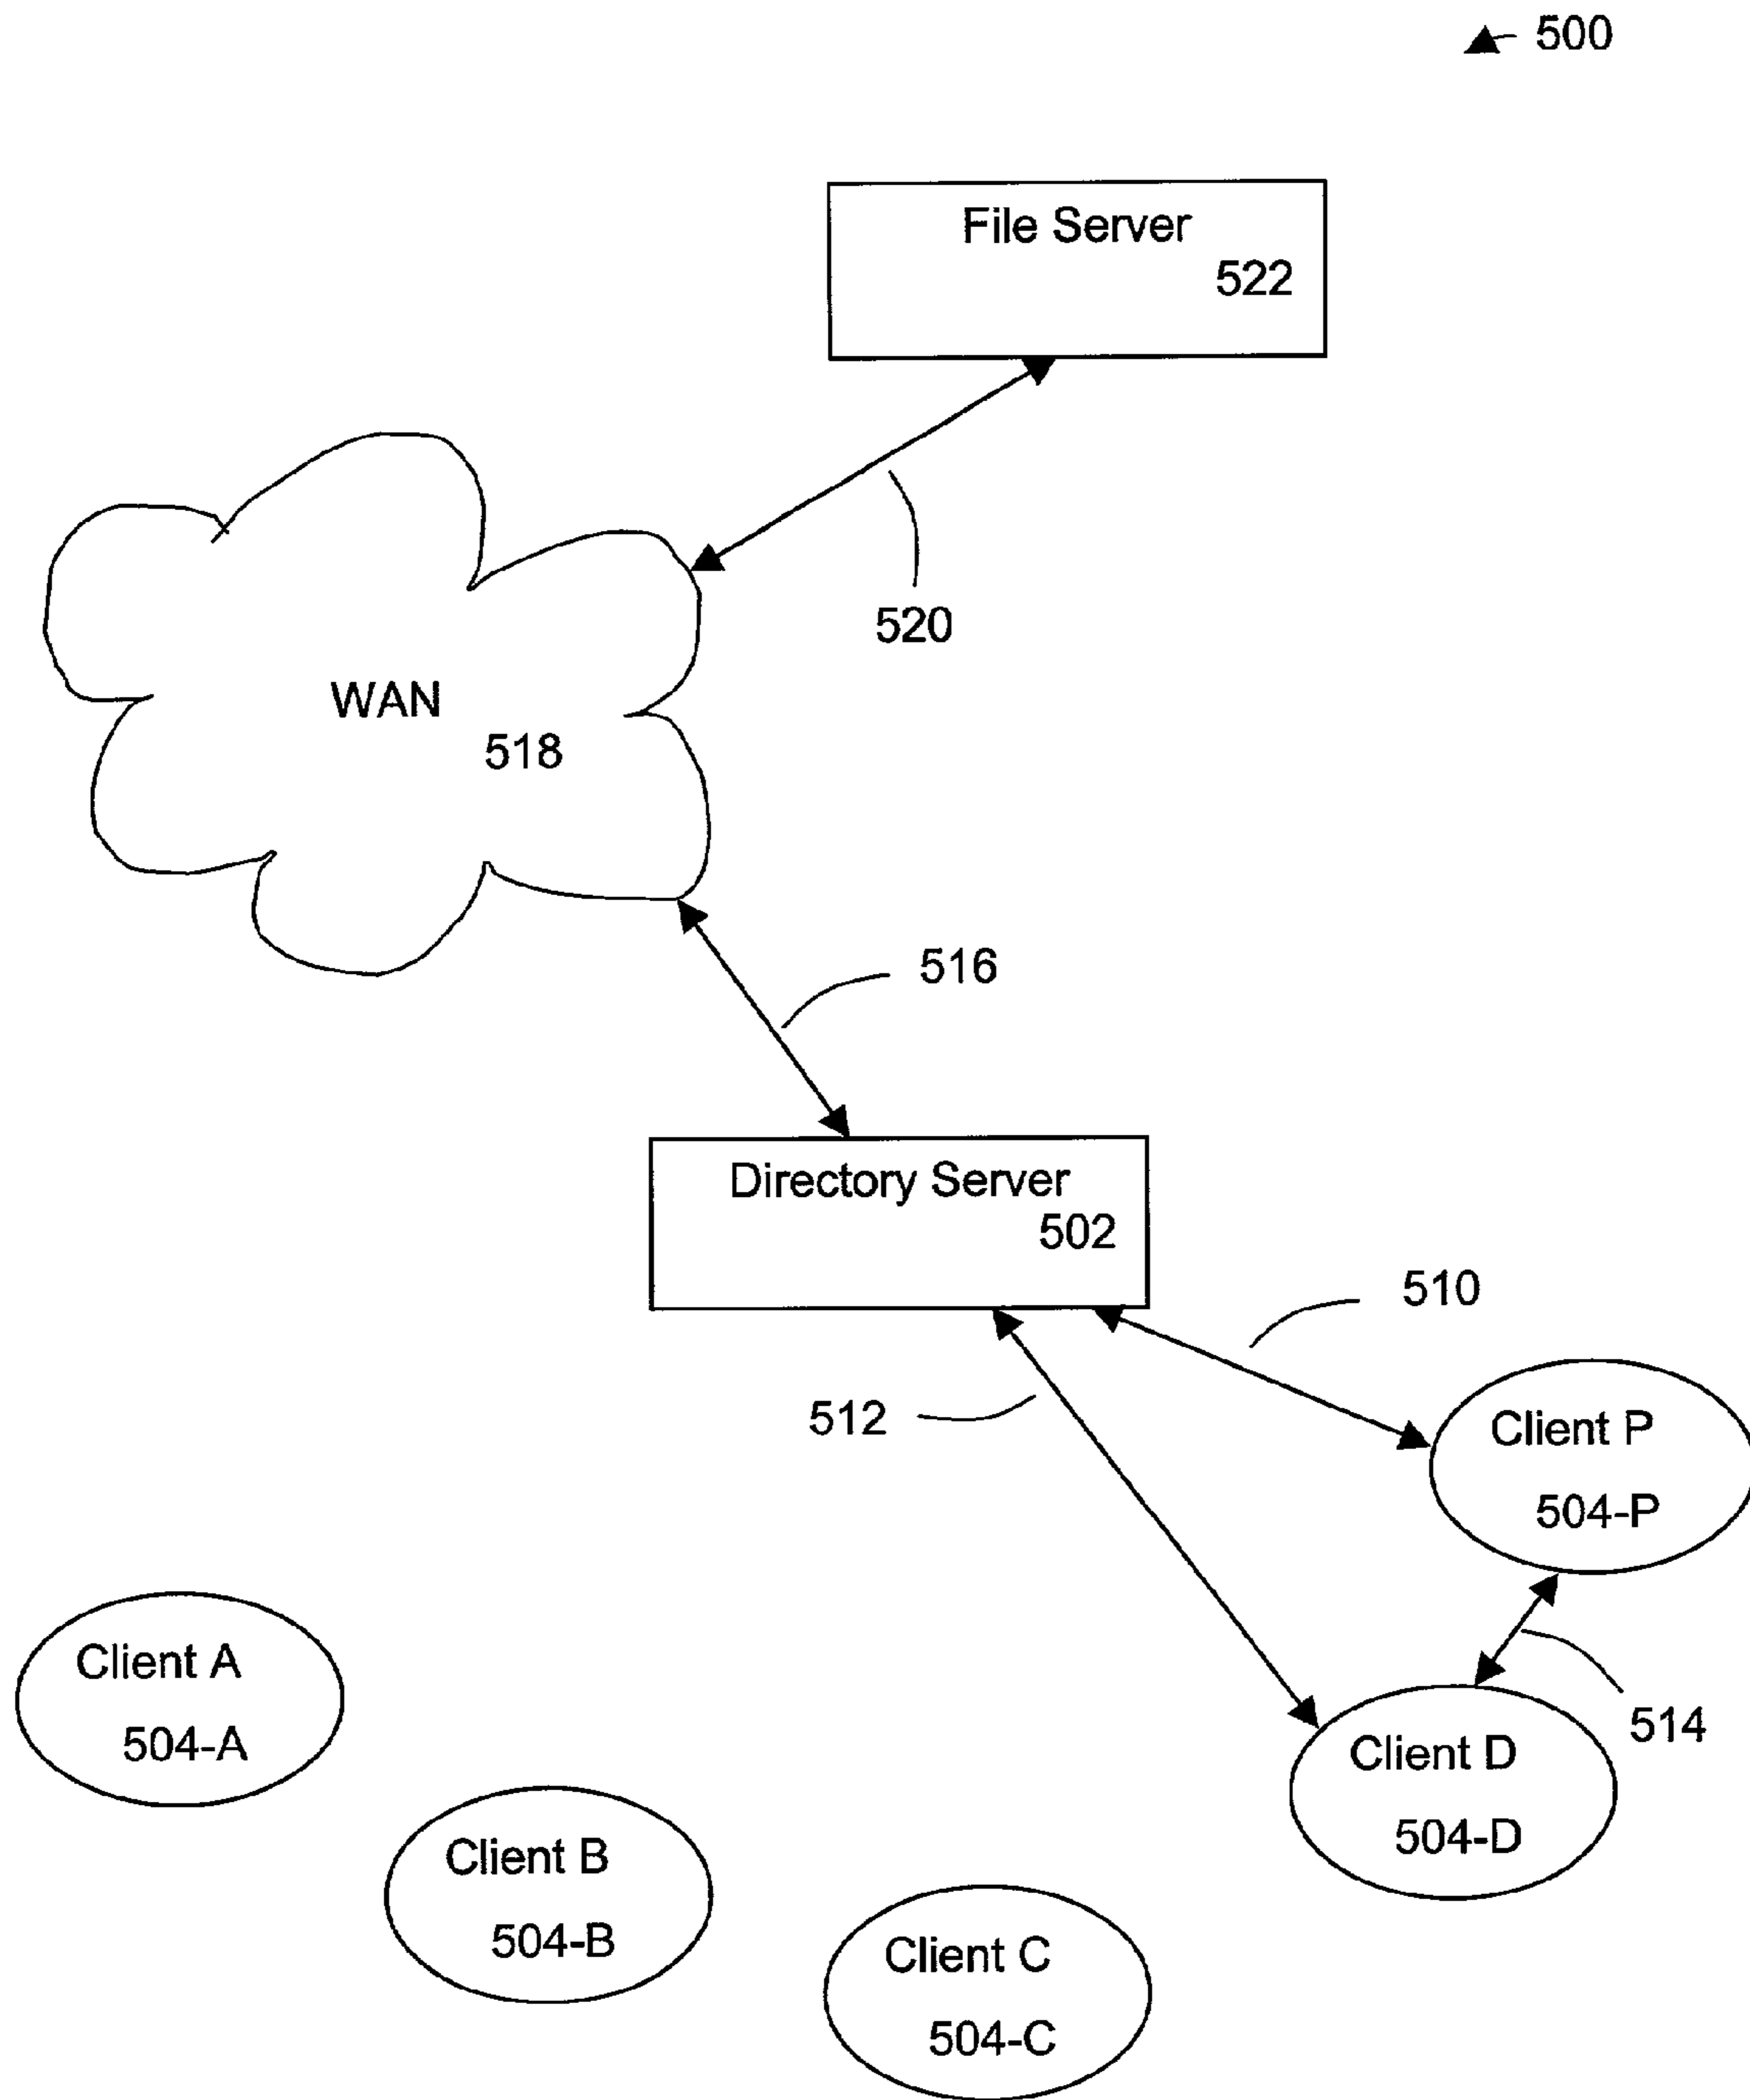 500
File Server
522
520
WAN
518
516
Directory Server
502
510
512
Client P
504-P
Client A
504-A
514
Client D
504-D
Client B
504-B
Client C
504-C